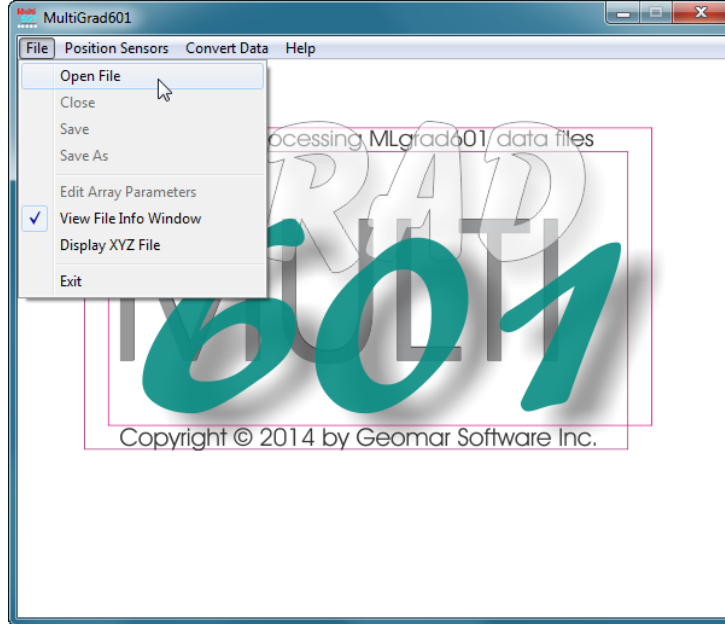 MultiGrad601
File Position Sensors Convert Data Help
Open File
Close
Save
Save As
Edit Array Parameters
View File Info Window
Display XYZ File
Exit
MLgrad601 data files
GRAD
MULTI
601
Copyright © 2014 by Geomar Software Inc.